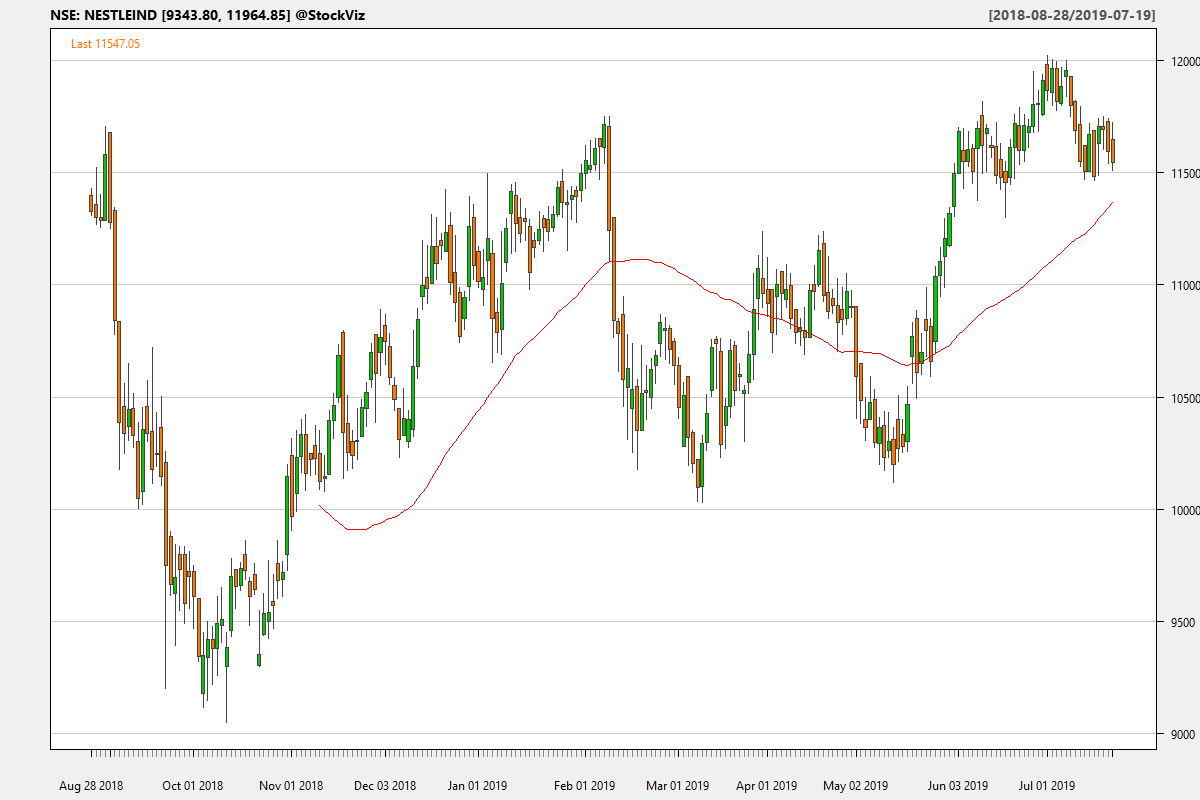 NSE: NESTLEIND [9343.80, 11964.85] @StockViz [2018-08-28/2019-07-19]
Last 11547.05
12000
11500
11000
10500
10000
9500
9000
Aug 28 2018 Oct 01 2018 Nov 01 2018 Dec 03 2018 Jan 01 2019 Feb 01 2019 Mar 01 2019 Apr 01 2019 May 02 2019 Jun 03 2019 Jul 01 2019